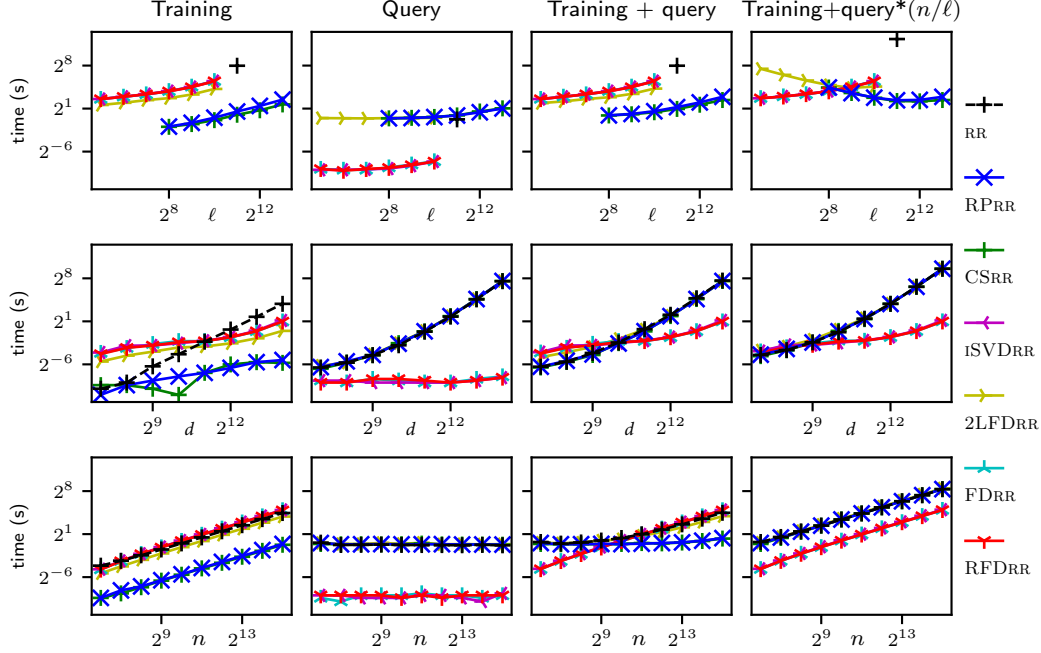 Training Query Training + query Training+query*(n/ℓ)
time (s) 2^8 2^1 2^−6
2^8 ℓ 2^12 2^8 ℓ 2^12 2^8 ℓ 2^12 2^8 ℓ 2^12
time (s) 2^8 2^1 2^−6
2^9 d 2^12 2^9 d 2^12 2^9 d 2^12 2^9 d 2^12
time (s) 2^8 2^1 2^−6
2^9 n 2^13 2^9 n 2^13 2^9 n 2^13 2^9 n 2^13
RR
RPRR
CSRR
ISVDRR
2LFDRR
FDRR
RFDRR